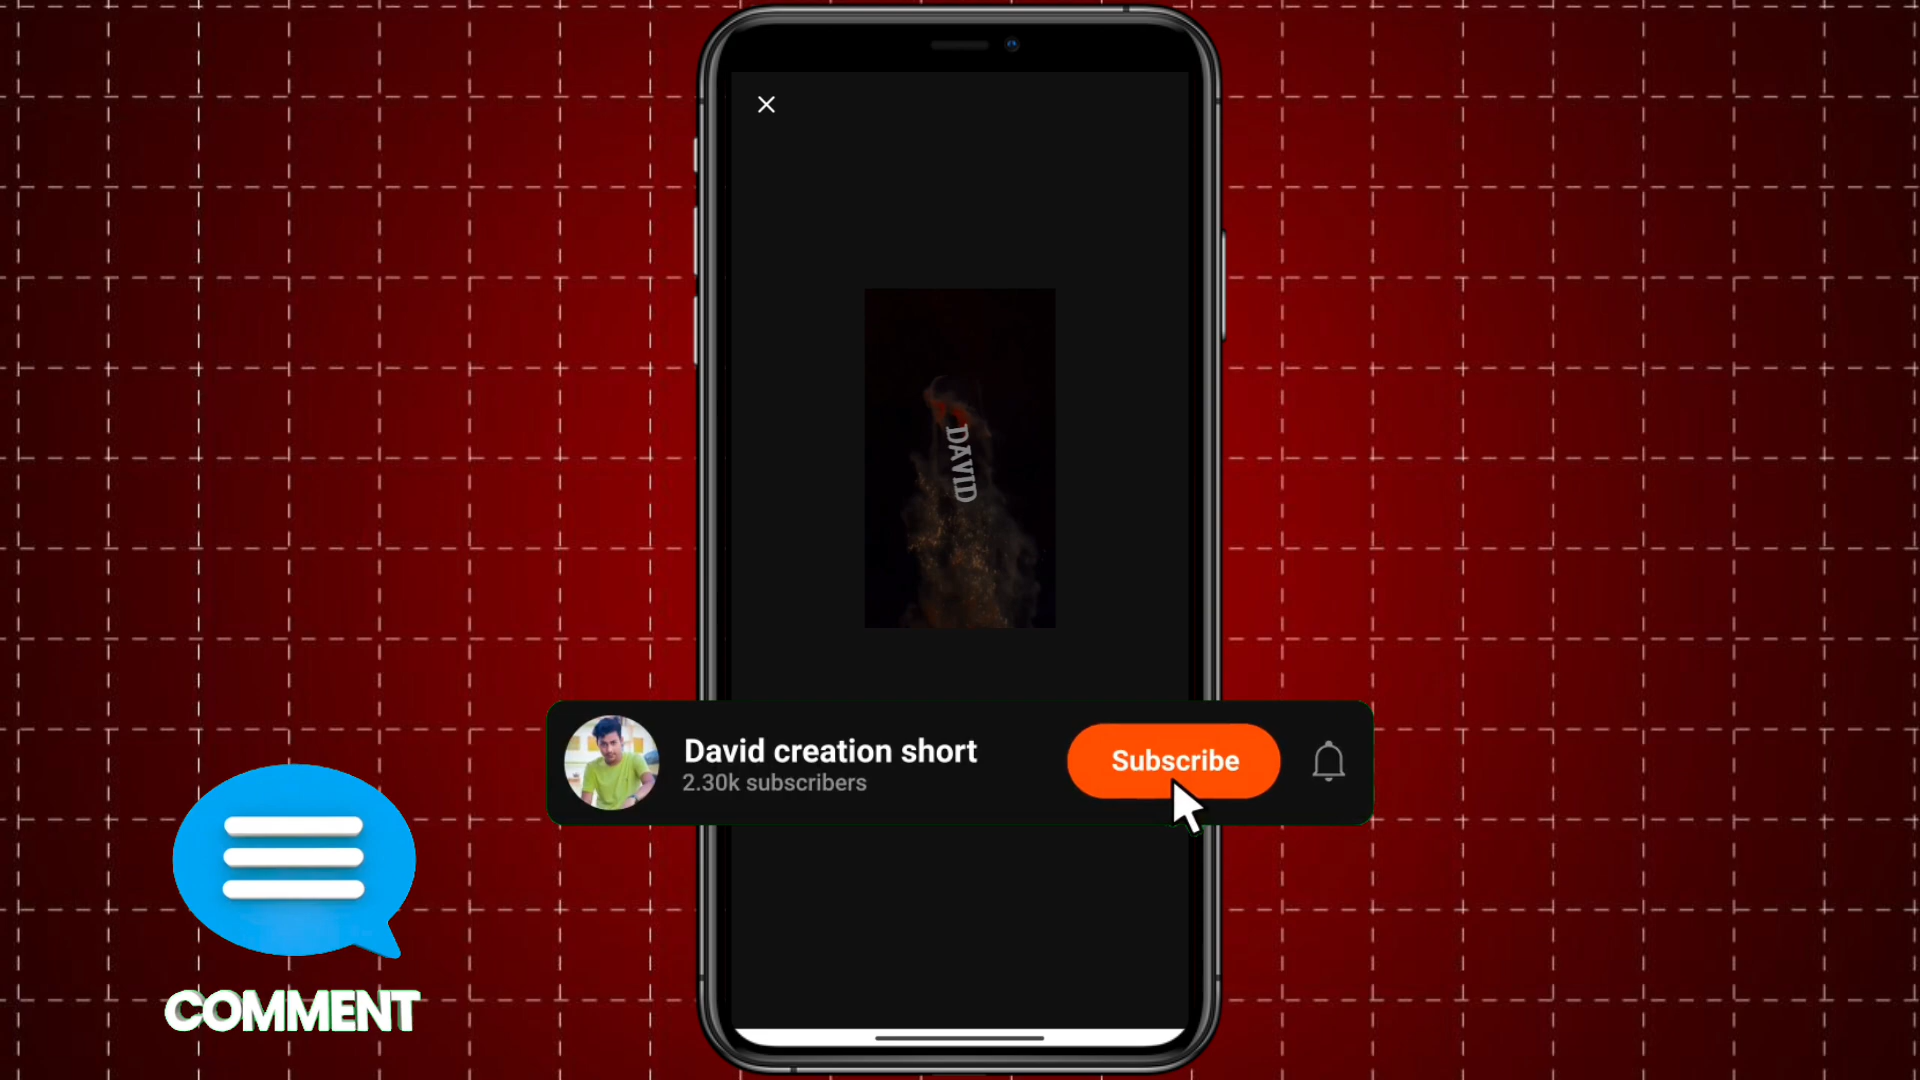 DAVID
David creation short
2.30k subscribers
Subscribe
COMMENT